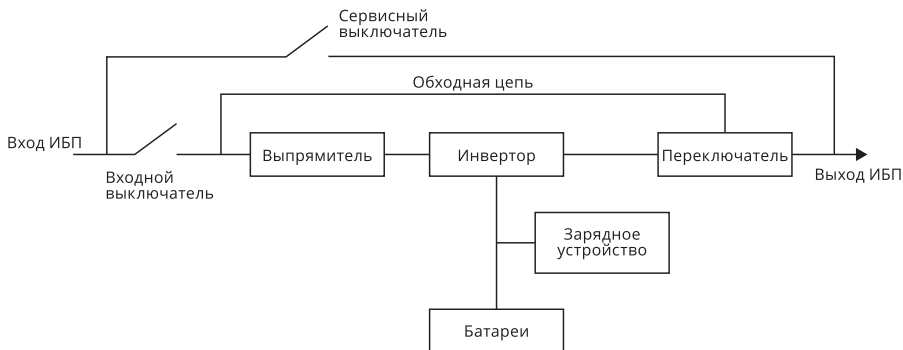 Сервисный
выключатель
Обходная цепь
Вход ИБП
Выпрямитель
Инвертор
Переключатель
Входной
выключатель
Выход ИБП
Зарядное
устройство
Батареи